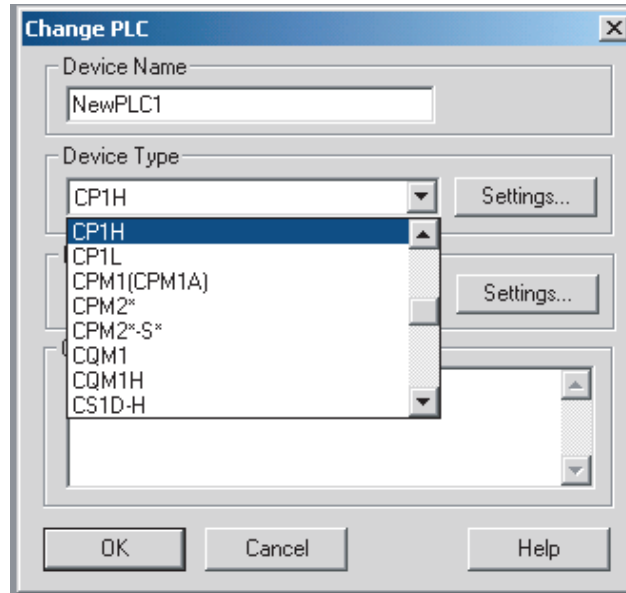 Change PLC
Device Name
NewPLC1
Device Type
CP1H
Settings...
CP1H
CP1L
CPM1(CPM1A)
CPM2*
CPM2*-S*
Settings...
CQM1
CQM1H
CS1D-H
OK Cancel Help